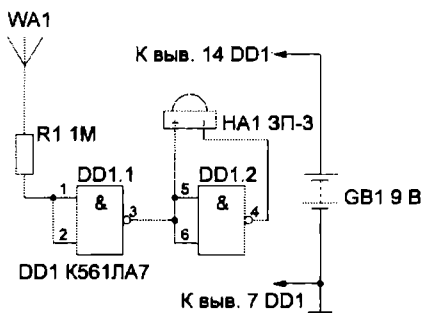 WA1
К выв. 14 DD1
R1 1М
HA1 ЗП-3
DD1.1
DD1.2
1
&
3
2
5
&
4
6
GB1 9 В
DD1 К561ЛА7
К выв. 7 DD1